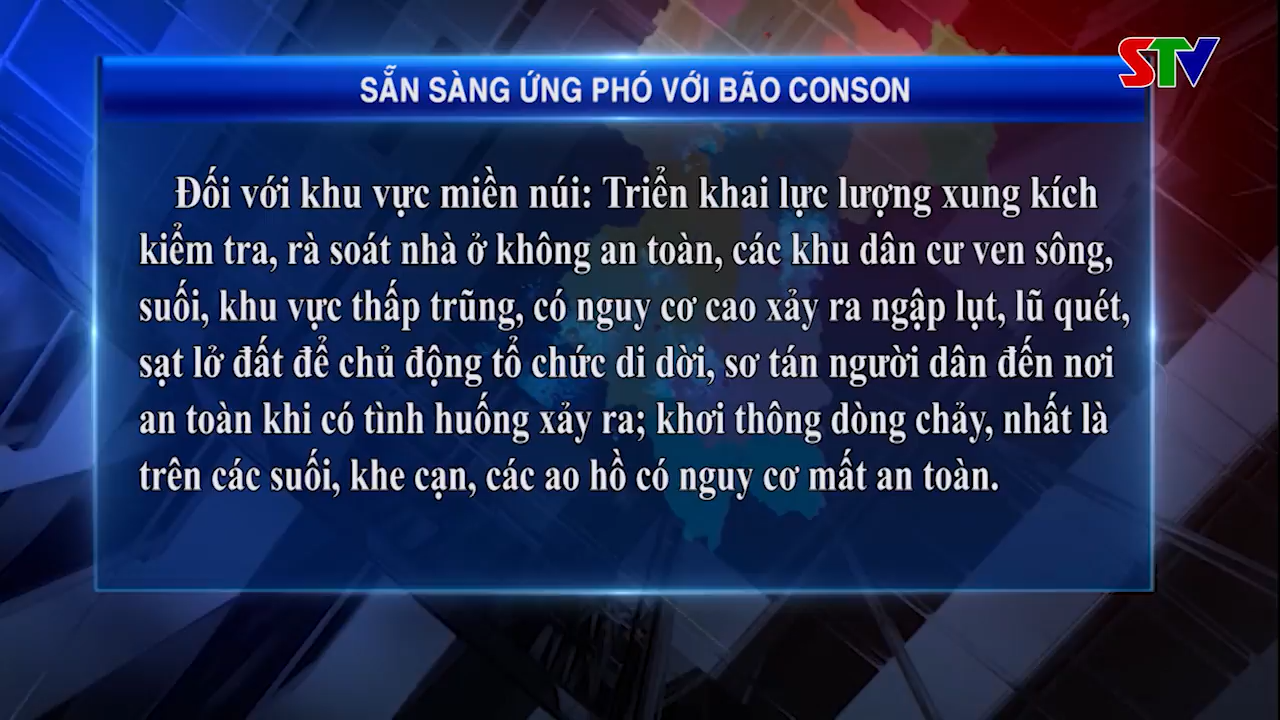 STV
SẴN SÀNG ỨNG PHÓ VỚI BÃO CONSON
Đối với khu vực miền núi: Triển khai lực lượng xung kích
kiểm tra, rà soát nhà ở không an toàn, các khu dân cư ven sông,
suối, khu vực thấp trũng, có nguy cơ cao xảy ra ngập lụt, lũ quét,
sạt lở đất để chủ động tổ chức di dời, sơ tán người dân đến nơi
an toàn khi có tình huống xảy ra; khơi thông dòng chảy, nhất là
trên các suối, khe cạn, các ao hồ có nguy cơ mất an toàn.